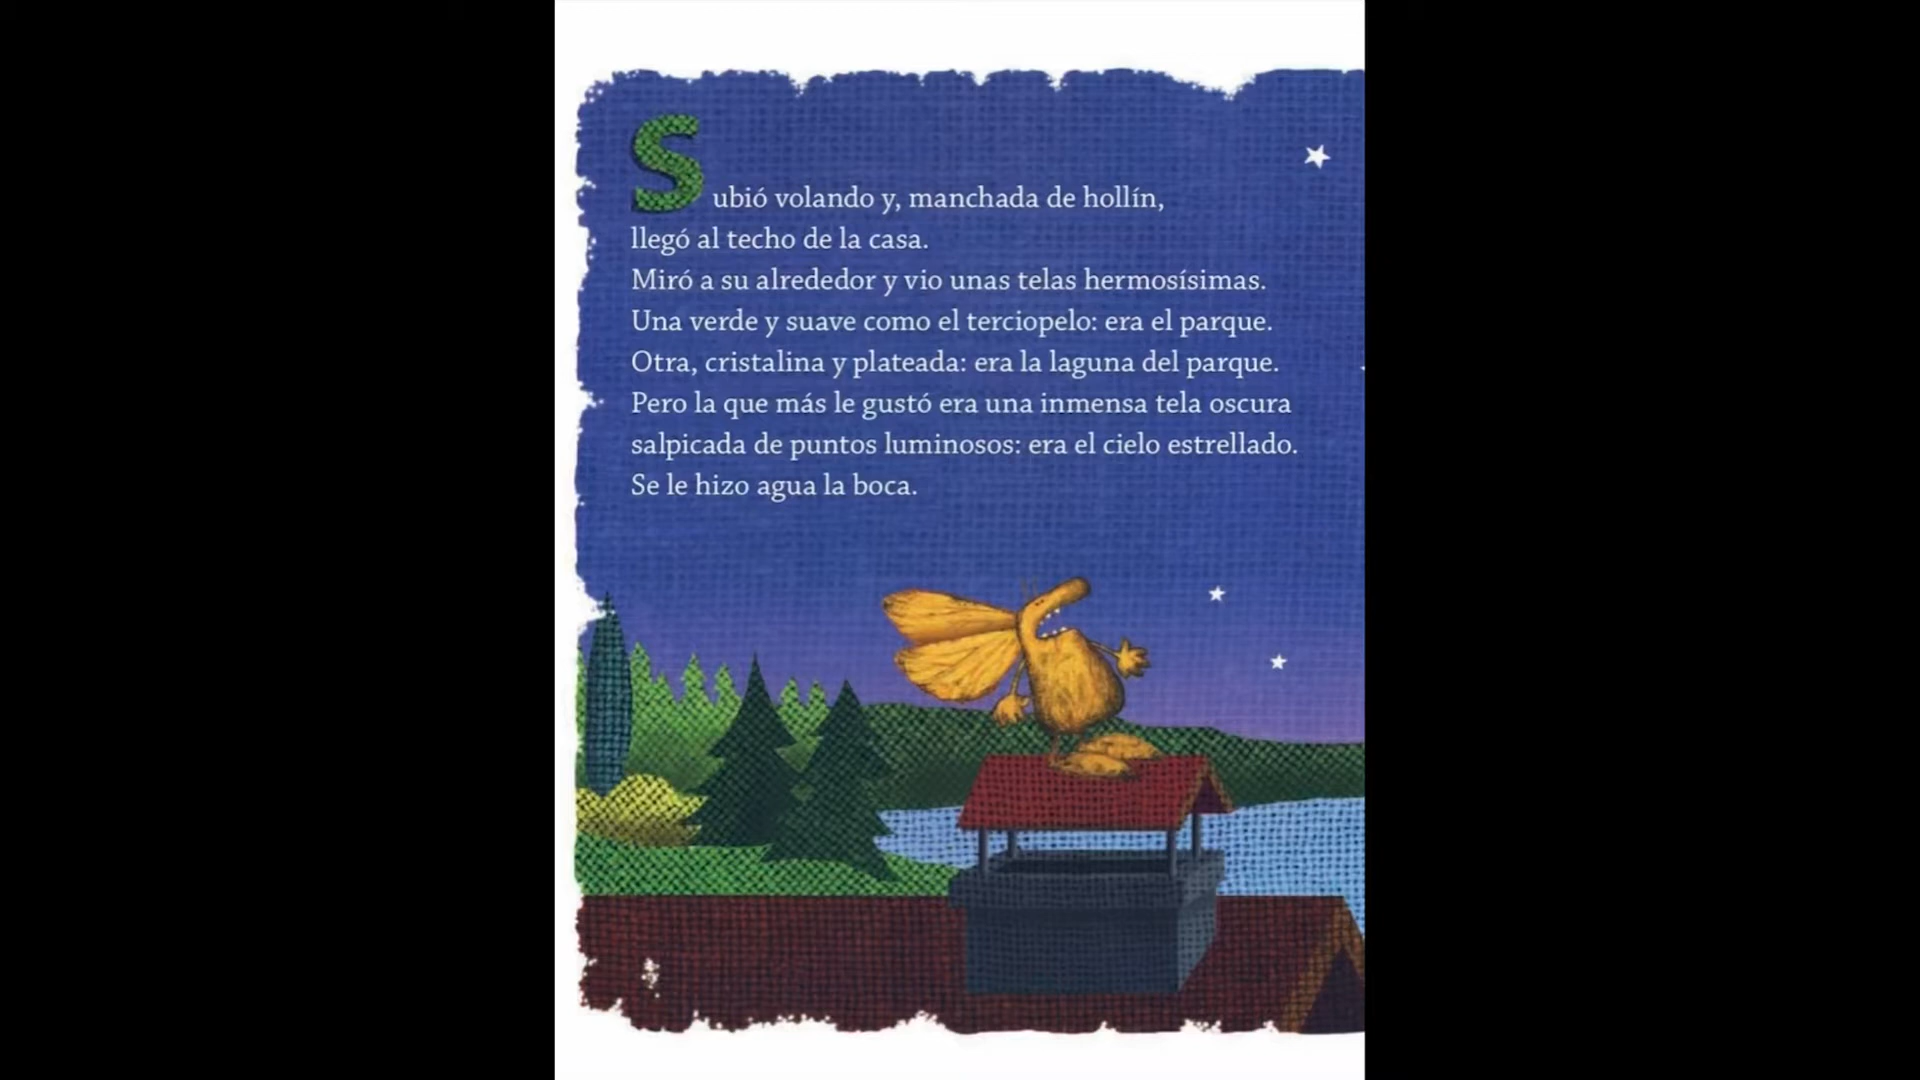 Subió volando y, manchada de hollín,
llegó al techo de la casa.
Miró a su alrededor y vio unas telas hermosísimas.
Una verde y suave como el terciopelo: era el parque.
Otra, cristalina y plateada: era la laguna del parque.
Pero la que más le gustó era una inmensa tela oscura
salpicada de puntos luminosos: era el cielo estrellado.
Se le hizo agua la boca.